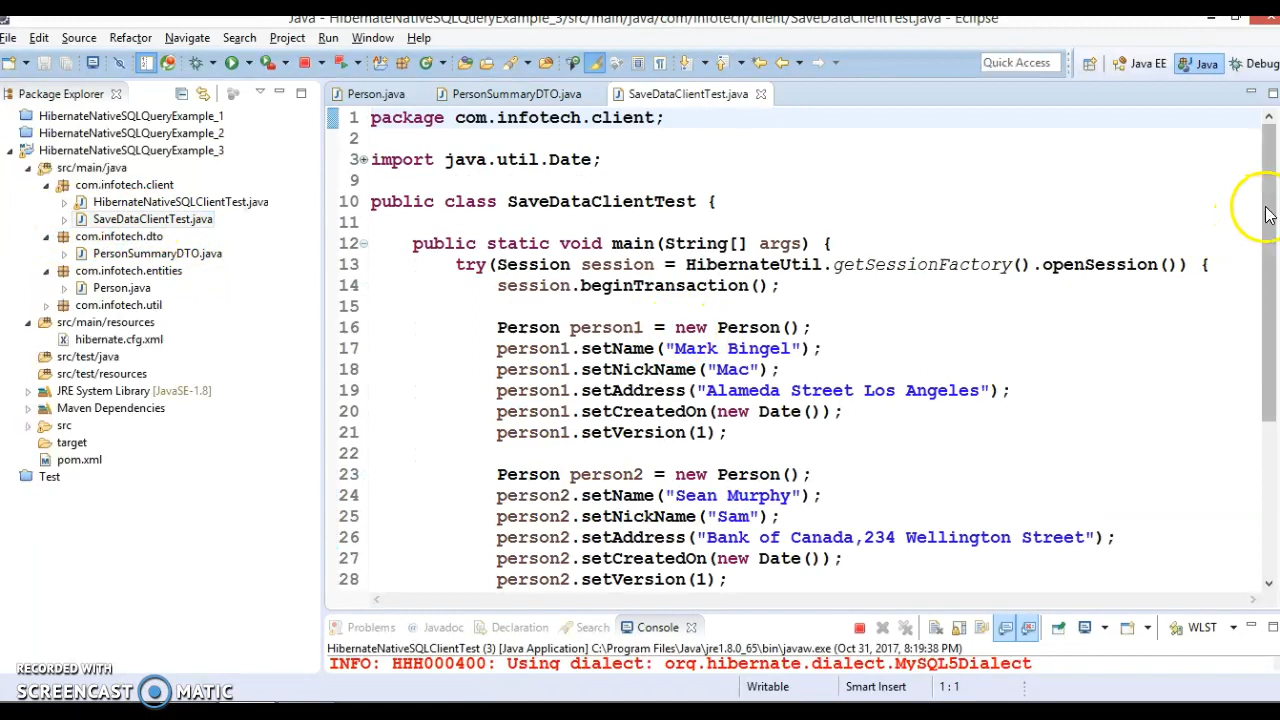 Java - HibernateNativeSQLQueryExample_3/src/main/java/com/infotech/client/SaveDataClientTest.java - Eclipse
File Edit Source Refactor Navigate Search Project Run Window Help
Quick Access
Java EE
Java
Debug
Package Explorer
Person.java
PersonSummaryDTO.java
SaveDataClientTest.java
HibernateNativeSQLQueryExample_1
HibernateNativeSQLQueryExample_2
HibernateNativeSQLQueryExample_3
src/main/java
com.infotech.client
HibernateNativeSQLClientTest.java
SaveDataClientTest.java
com.infotech.dto
PersonSummaryDTO.java
com.infotech.entities
Person.java
com.infotech.util
src/main/resources
hibernate.cfg.xml
src/test/java
src/test/resources
JRE System Library [JavaSE-1.8]
Maven Dependencies
src
target
pom.xml
Test
1 package com.infotech.client;
2
3 import java.util.Date;
9
10 public class SaveDataClientTest {
11
12 public static void main(String[] args) {
13 try(Session session = HibernateUtil.getSessionFactory().openSession()) {
14 session.beginTransaction();
15
16 Person person1 = new Person();
17 person1.setName("Mark Bingel");
18 person1.setNickName("Mac");
19 person1.setAddress("Alameda Street Los Angeles");
20 person1.setCreatedOn(new Date());
21 person1.setVersion(1);
22
23 Person person2 = new Person();
24 person2.setName("Sean Murphy");
25 person2.setNickName("Sam");
26 person2.setAddress("Bank of Canada,234 Wellington Street");
27 person2.setCreatedOn(new Date());
28 person2.setVersion(1);
Problems
Javadoc
Declaration
Search
Console
WLST
HibernateNativeSQLClientTest (3) [Java Application] C:\Program Files\Java\jre1.8.0_65\bin\javaw.exe (Oct 31, 2017, 8:19:38 PM)
INFO: HHH000400: Using dialect: org.hibernate.dialect.MySQL5Dialect
Writable
Smart Insert
1 : 1
RECORDED WITH
SCREENCAST MATIC